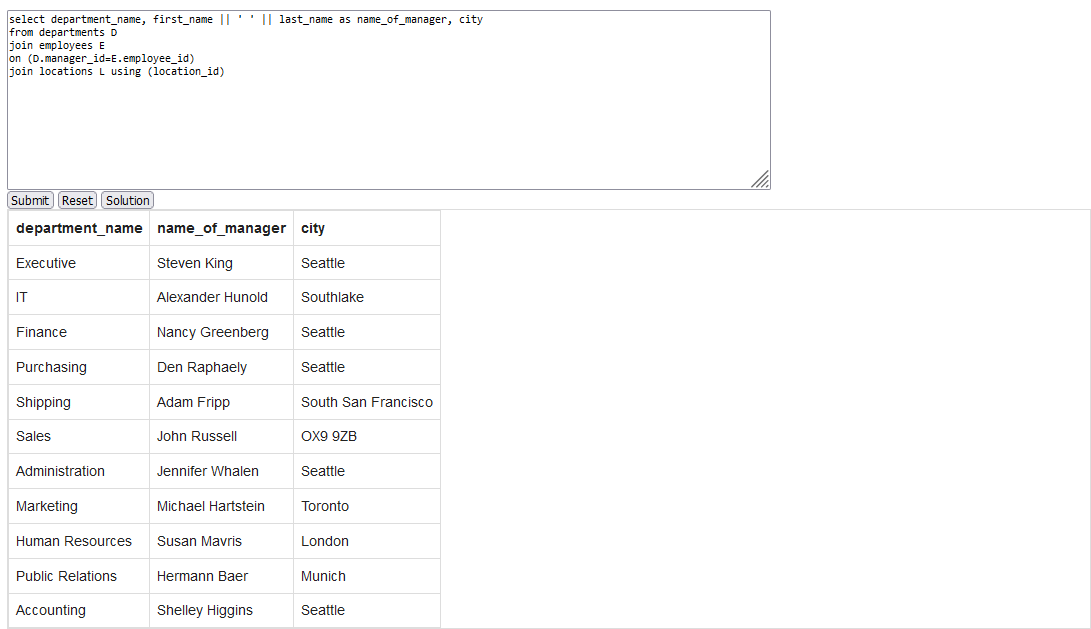 select department_name, first_name || ' ' || last_name as name_of_manager, city
from departments D
join employees E
on (D.manager_id=E.employee_id)
join locations L using (location_id)
Submit Reset Solution
department_name name_of_manager city
Executive Steven King Seattle
IT Alexander Hunold Southlake
Finance Nancy Greenberg Seattle
Purchasing Den Raphaely Seattle
Shipping Adam Fripp South San Francisco
Sales John Russell OX9 9ZB
Administration Jennifer Whalen Seattle
Marketing Michael Hartstein Toronto
Human Resources Susan Mavris London
Public Relations Hermann Baer Munich
Accounting Shelley Higgins Seattle